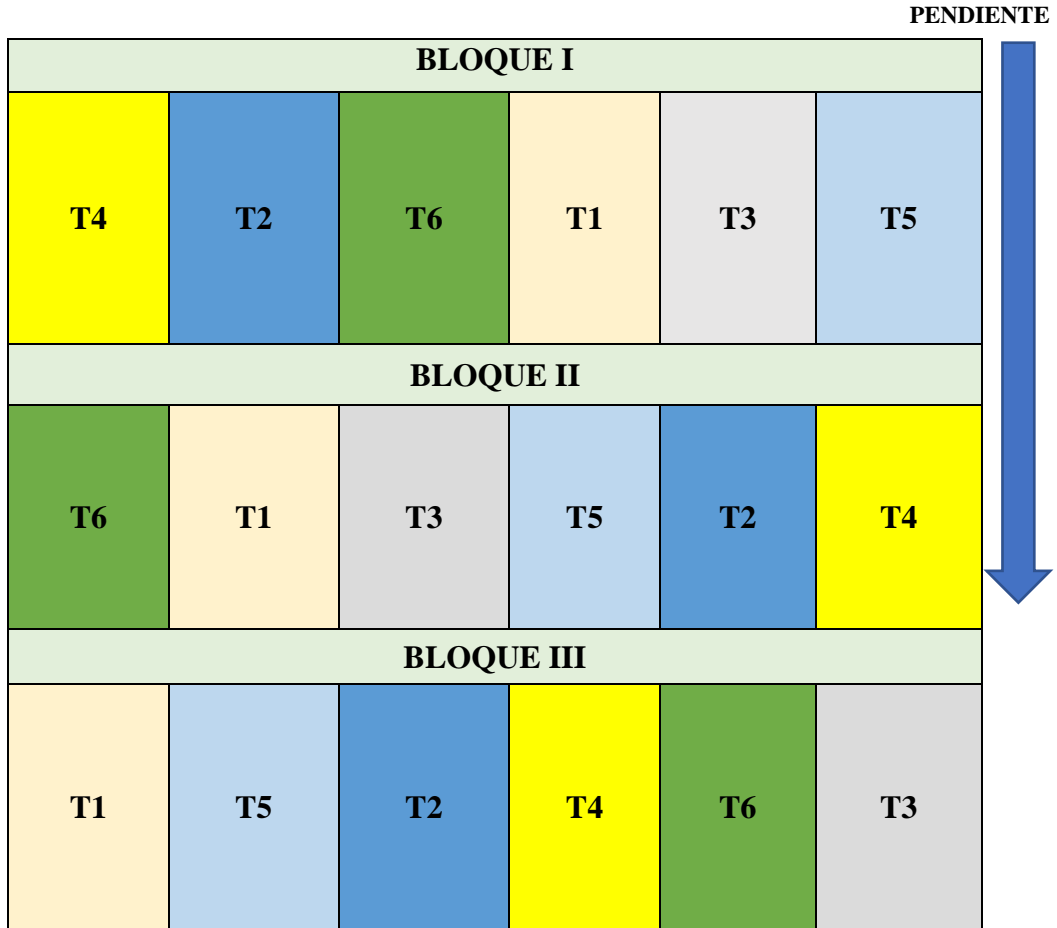 PENDIENTE
BLOQUE I
T4 T2 T6 T1 T3 T5
BLOQUE II
T6 T1 T3 T5 T2 T4
BLOQUE III
T1 T5 T2 T4 T6 T3